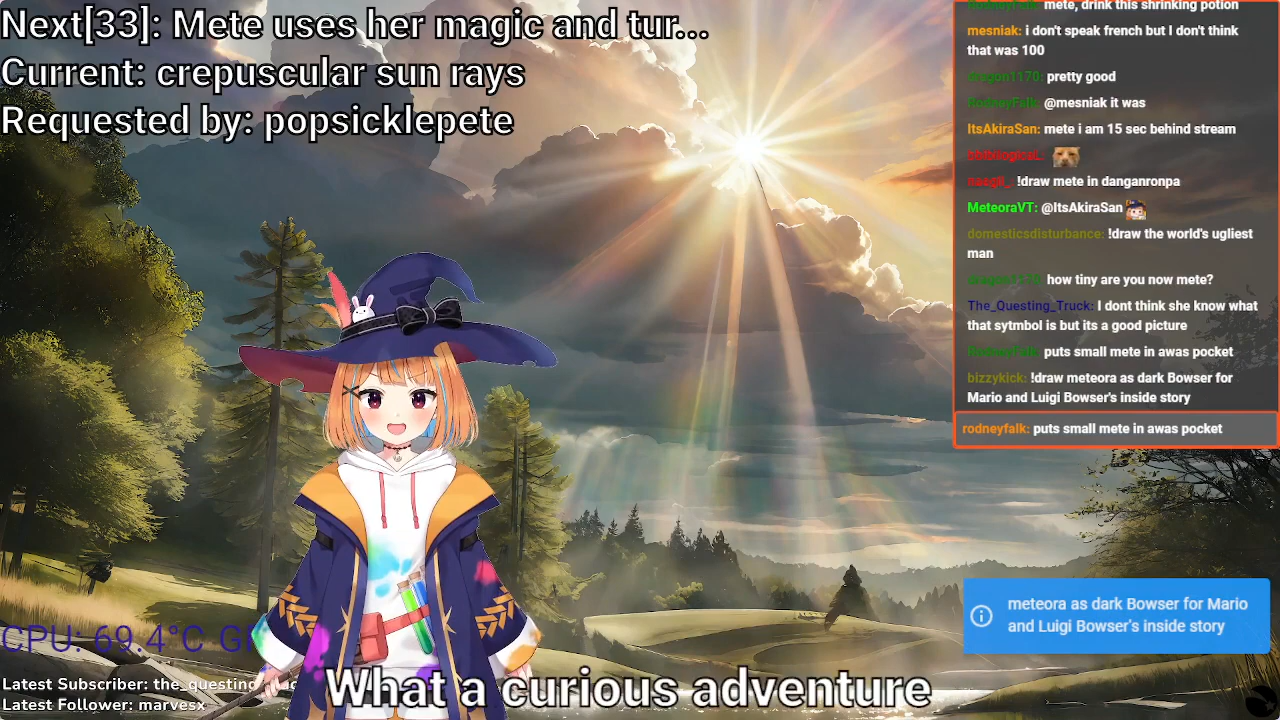 Next[33]: Mete uses her magic and tur...
Current: crepuscular sun rays
Requested by: popsicklepete
RodneyFalk: mete, drink this shrinking potion
mesniak: i don't speak french but I don't think
that was 100
dragon1170: pretty good
RodneyFalk: @mesniak it was
ItsAkiraSan: mete i am 15 sec behind stream
!draw mete in danganronpa
MeteoraVT: @ItsAkiraSan
domesticsdisturbance: !draw the world's ugliest
man
dragon1170: how tiny are you now mete?
The_Questing_Truck: I dont think she know what
that sytmbol is but its a good picture
RodneyFalk: puts small mete in awas pocket
bizzykick: !draw meteora as dark Bowser for
Mario and Luigi Bowser's inside story
rodneyfalk: puts small mete in awas pocket
meteora as dark Bowser for Mario
and Luigi Bowser's inside story
CPU: 69.4°C
Latest Subscriber: the_questing
Latest Follower: marvesx
What a curious adventure